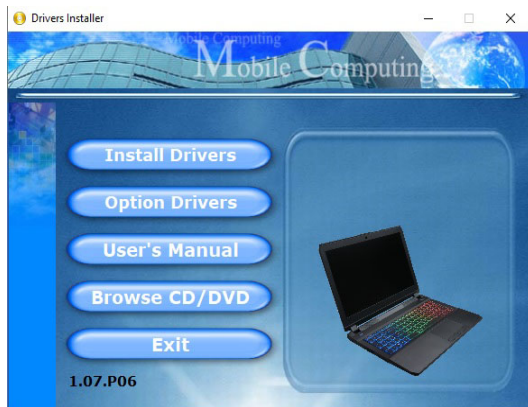 Drivers Installer
Mobile Computing
Mobile Computing
Install Drivers
Option Drivers
User's Manual
Browse CD/DVD
Exit
1.07.P06